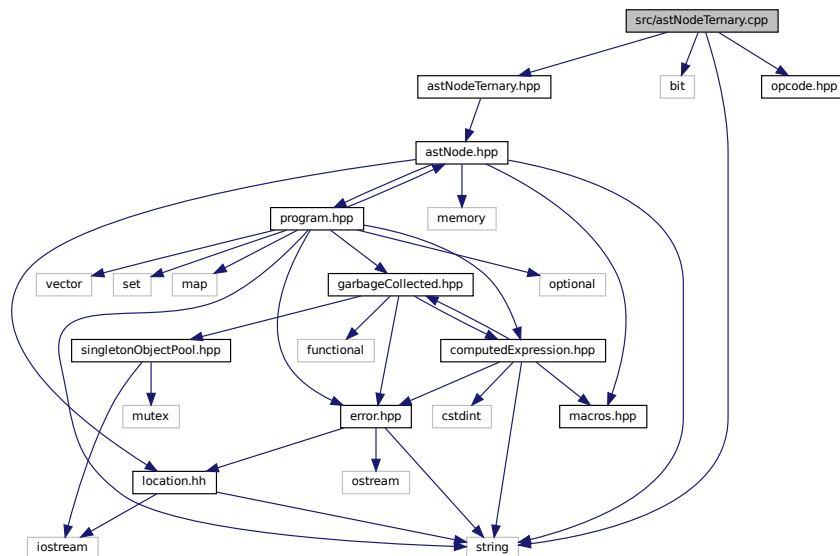 src/astNodeTernary.cpp
astNodeTernary.hpp
bit
opcode.hpp
astNode.hpp
program.hpp
memory
vector
set
map
garbageCollected.hpp
optional
singletonObjectPool.hpp
functional
computedExpression.hpp
mutex
error.hpp
cstdint
macros.hpp
location.hh
ostream
iostream
string